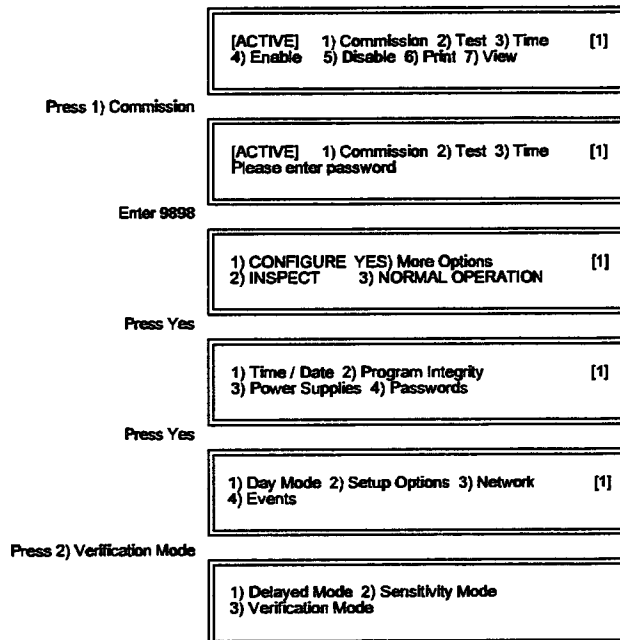 [ACTIVE] 1) Commission 2) Test 3) Time [1]
4) Enable 5) Disable 6) Print 7) View
Press 1) Commission
[ACTIVE] 1) Commission 2) Test 3) Time [1]
Please enter password
Enter 9898
1) CONFIGURE YES) More Options [1]
2) INSPECT 3) NORMAL OPERATION
Press Yes
1) Time / Date 2) Program Integrity [1]
3) Power Supplies 4) Passwords
Press Yes
1) Day Mode 2) Setup Options 3) Network [1]
4) Events
Press 2) Verification Mode
1) Delayed Mode 2) Sensitivity Mode
3) Verification Mode